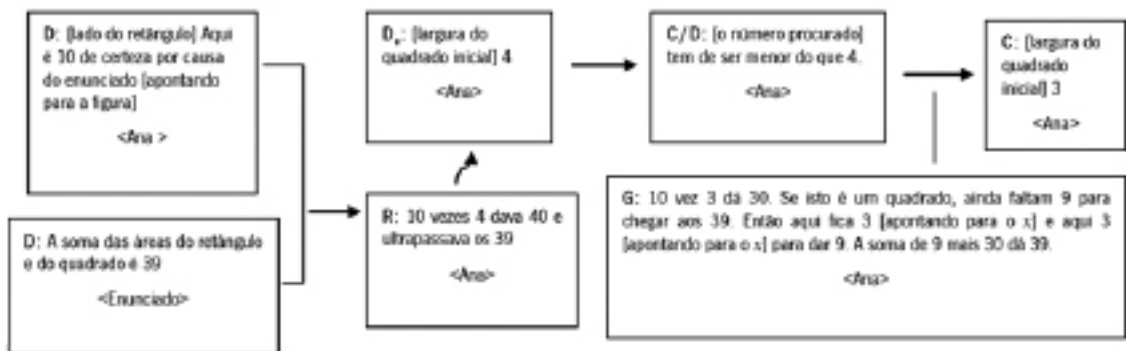 D: [lado do retângulo] Aqui
é 10 de certeza por causa
do enunciado [apontando
para a figura]
<Ana >
D: A soma das áreas do retângulo
e do quadrado é 39
<Enunciado>
R: 10 vezes 4 dava 40 e
ultrapassava os 39
<Ana>
[largura do
quadrado inicial] 4
<Ana>
C/D: [o número procurado]
tem de ser menor do que 4.
<Ana>
G: 10 vez 3 dá 30. Se isto é um quadrado, ainda faltam 9 para
chegar aos 39. Então aqui fica 3 [apontando para o x] e aqui 3
[apontando para o x] para dar 9. A soma de 9 mais 30 dá 39.
<Ana>
C: [largura do
quadrado
inicial] 3
<Ana>